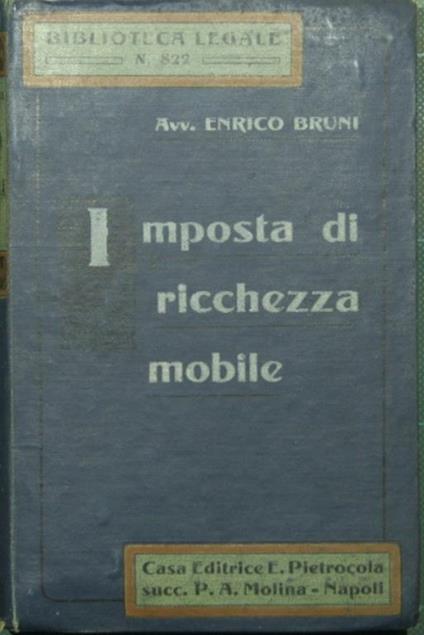 BIBLIOTECA LEGALE
N. 822
Avv. ENRICO BRUNI
Imposta di
ricchezza
mobile
Casa Editrice E. Pietrocola
succ. P. A. Molina - Napoli